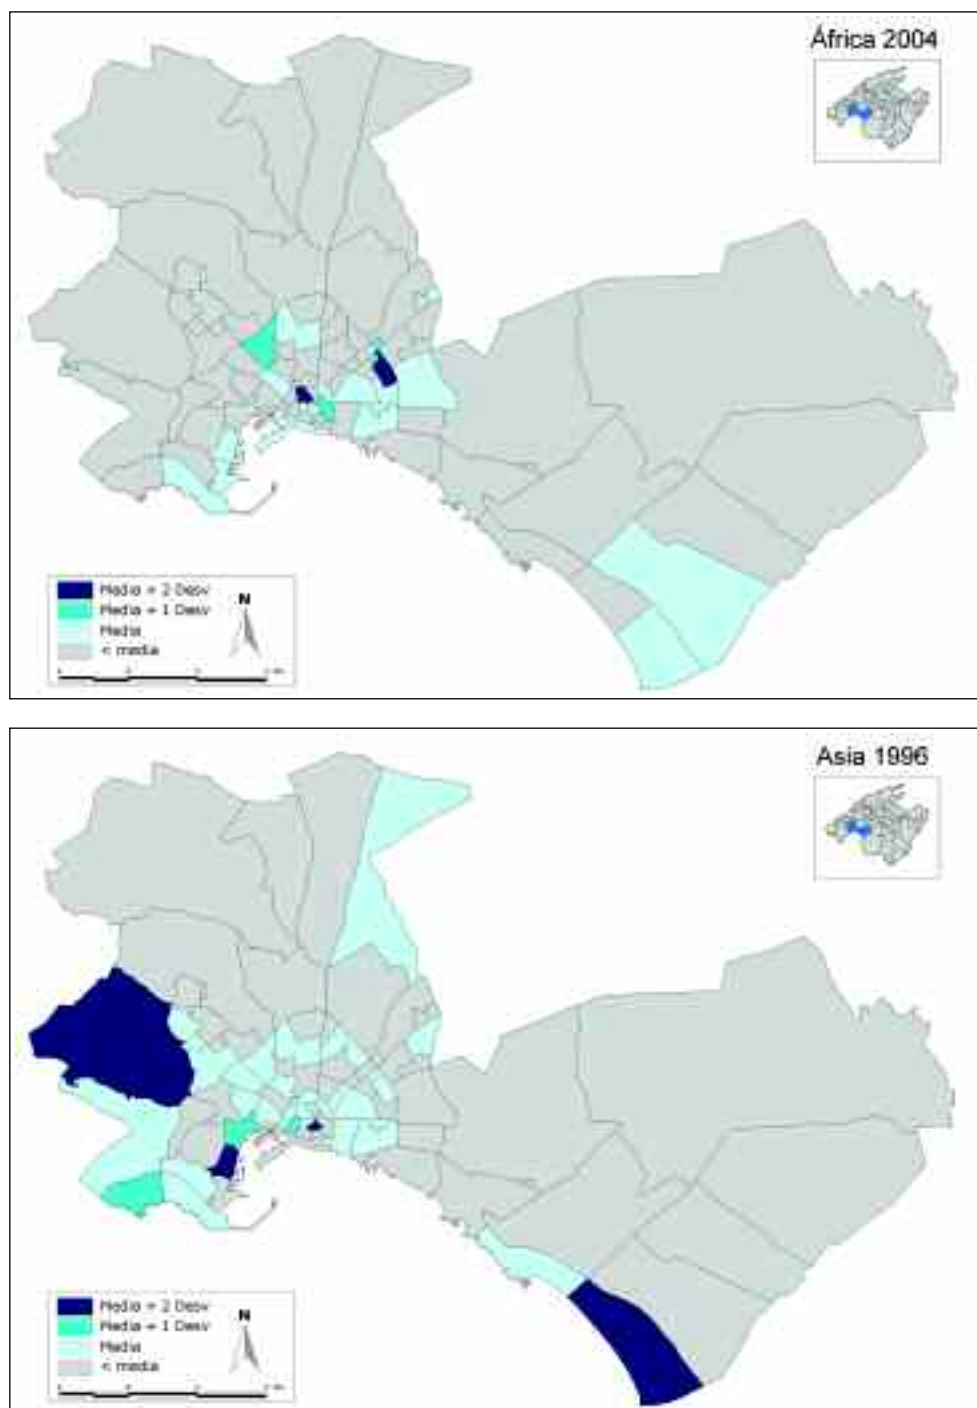 África 2004
Media + 2 Desv
Media + 1 Desv
Media
< media
N
Asia 1996
Media + 2 Desv
Media + 1 Desv
Media
< media
N